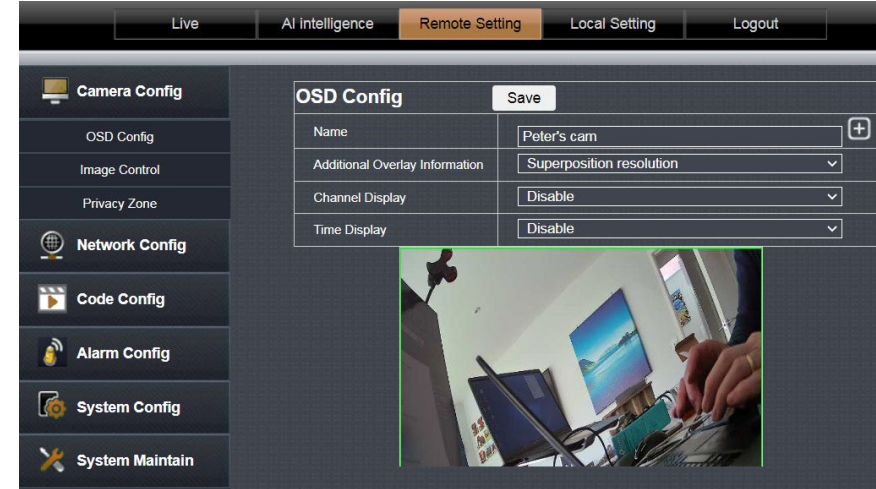 Live
AI intelligence
Remote Setting
Local Setting
Logout
Camera Config
OSD Config
Image Control
Privacy Zone
Network Config
Code Config
Alarm Config
System Config
System Maintain
OSD Config
Save
Name
Peter's cam
Additional Overlay Information
Superposition resolution
Channel Display
Disable
Time Display
Disable